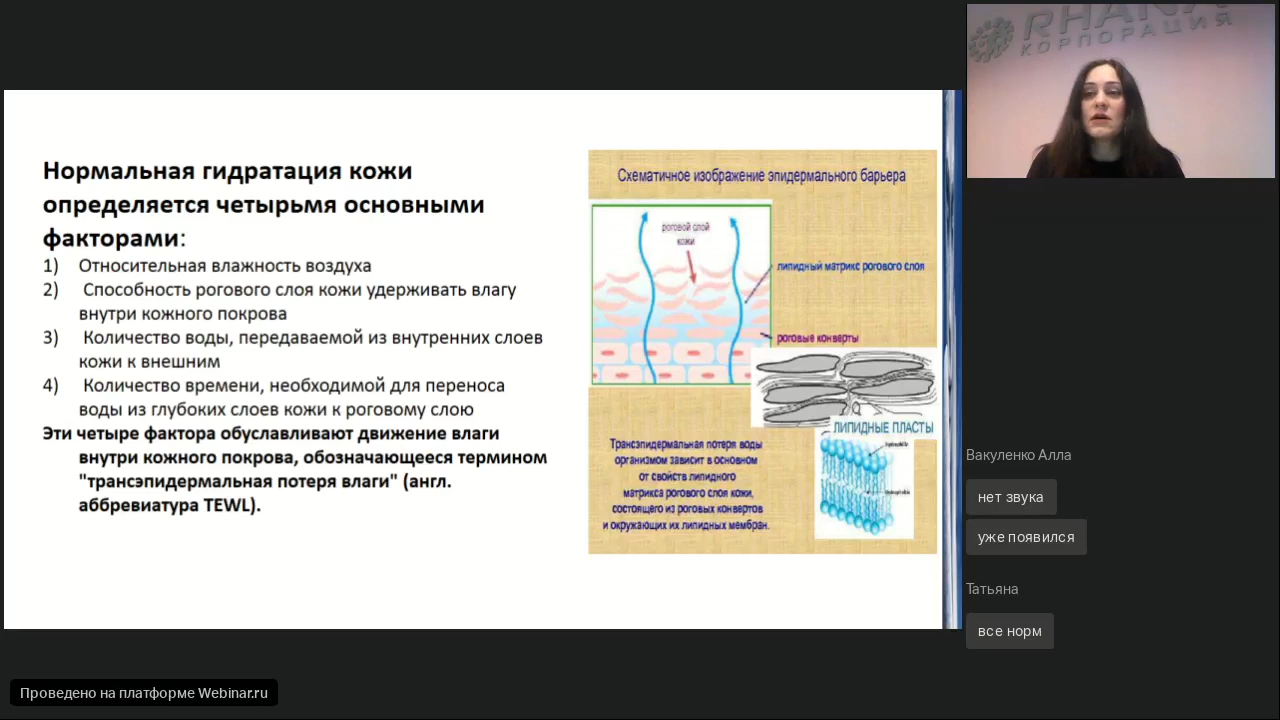 Нормальная гидратация кожи
определяется четырьмя основными
факторами:
1) Относительная влажность воздуха
2) Способность рогового слоя кожи удерживать влагу
внутри кожного покрова
3) Количество воды, передаваемой из внутренних слоев
кожи к внешним
4) Количество времени, необходимой для переноса
воды из глубоких слоев кожи к роговому слою
Эти четыре фактора обуславливают движение влаги
внутри кожного покрова, обозначающееся термином
"трансэпидермальная потеря влаги" (англ.
аббревиатура TEWL).
Схематичное изображение эпидермального барьера
роговой слой
кожи
липидный матрикс рогового слоя
роговые конверты
ЛИПИДНЫЕ ПЛАСТЫ
Трансэпидермальная потеря воды
организмом зависит в основном
от свойств липидного
матрикса рогового слоя кожи,
состоящего из роговых конвертов
и окружающих их липидных мембран.
КОРПОРАЦИЯ
Вакуленко Алла
нет звука
уже появился
Татьяна
все норм
Проведено на платформе Webinar.ru